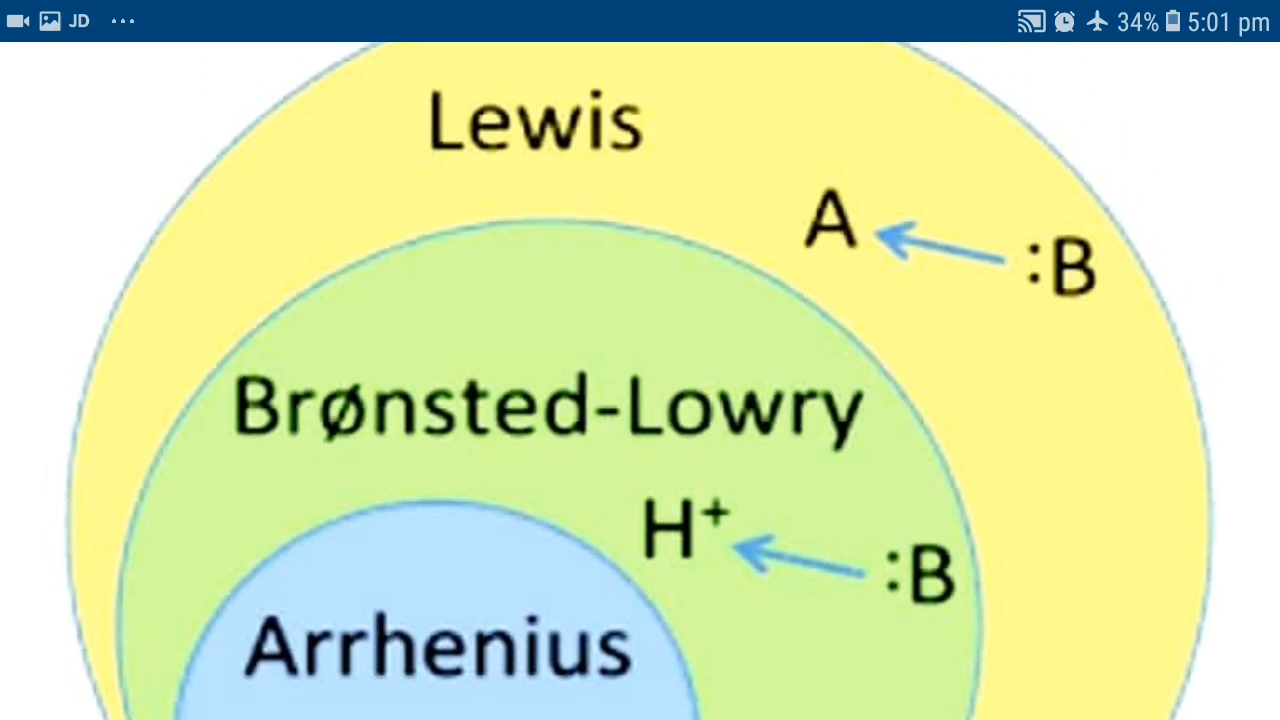 JD ... 34% 5:01 pm
Lewis
A :B
Brønsted-Lowry
H⁺ :B
Arrhenius